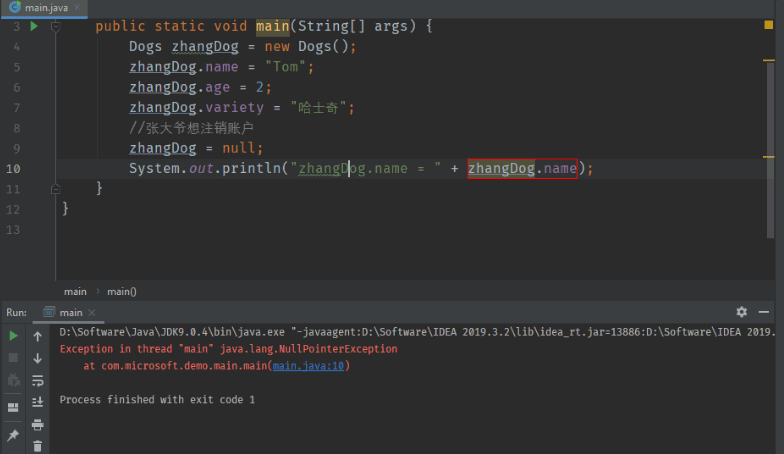 main.java
3 public static void main(String[] args) {
4 Dogs zhangDog = new Dogs();
5 zhangDog.name = "Tom";
6 zhangDog.age = 2;
7 zhangDog.variety = "哈士奇";
8 //张大爷想注销账户
9 zhangDog = null;
10 System.out.println("zhangDog.name = " + zhangDog.name);
11 }
12 }
13
main › main()
Run: main
D:\Software\Java\JDK9.0.4\bin\java.exe "-javaagent:D:\Software\IDEA 2019.3.2\lib\idea_rt.jar=13886:D:\Software\IDEA 2019.
Exception in thread "main" java.lang.NullPointerException
at com.microsoft.demo.main.main(main.java:10)
Process finished with exit code 1